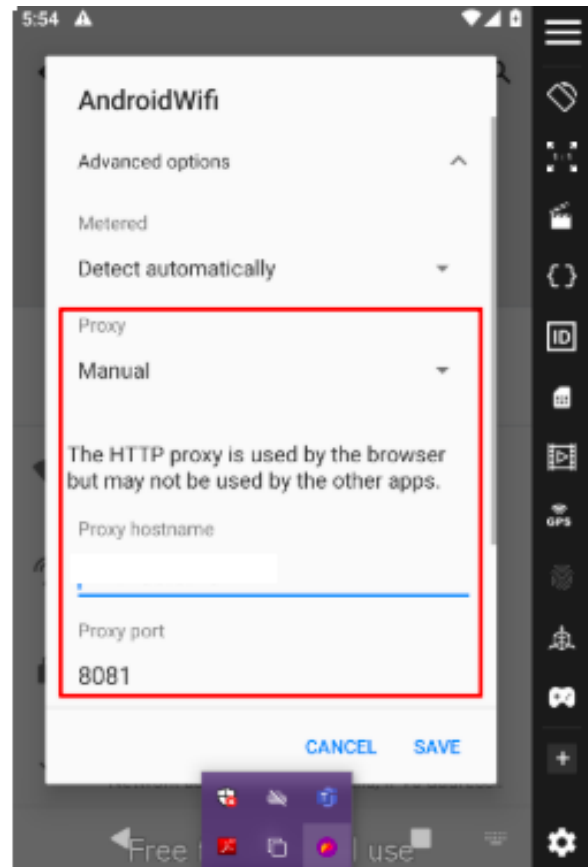 5:54
AndroidWifi
Advanced options
Metered
Detect automatically
Proxy
Manual
The HTTP proxy is used by the browser
but may not be used by the other apps.
Proxy hostname
Proxy port
8081
CANCEL SAVE
Free
use
ID
GPS